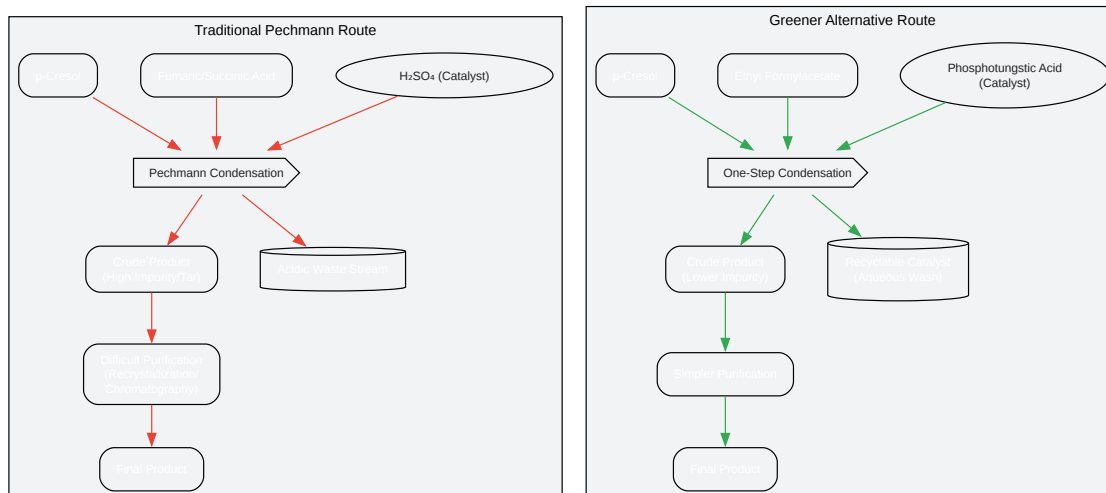 Traditional Pechmann Route
p-Cresol
Fumaric/Succinic Acid
H₂SO₄ (Catalyst)
Pechmann Condensation
Crude Product
(High Impurity/Tar)
Acidic Waste Stream
Difficult Purification
(Recrystallization/
Chromatography)
Final Product
Greener Alternative Route
p-Cresol
Ethyl Formylacetate
Phosphotungstic Acid
(Catalyst)
One-Step Condensation
Crude Product
(Lower Impurity)
Recyclable Catalyst
(Aqueous Wash)
Simpler Purification
Final Product